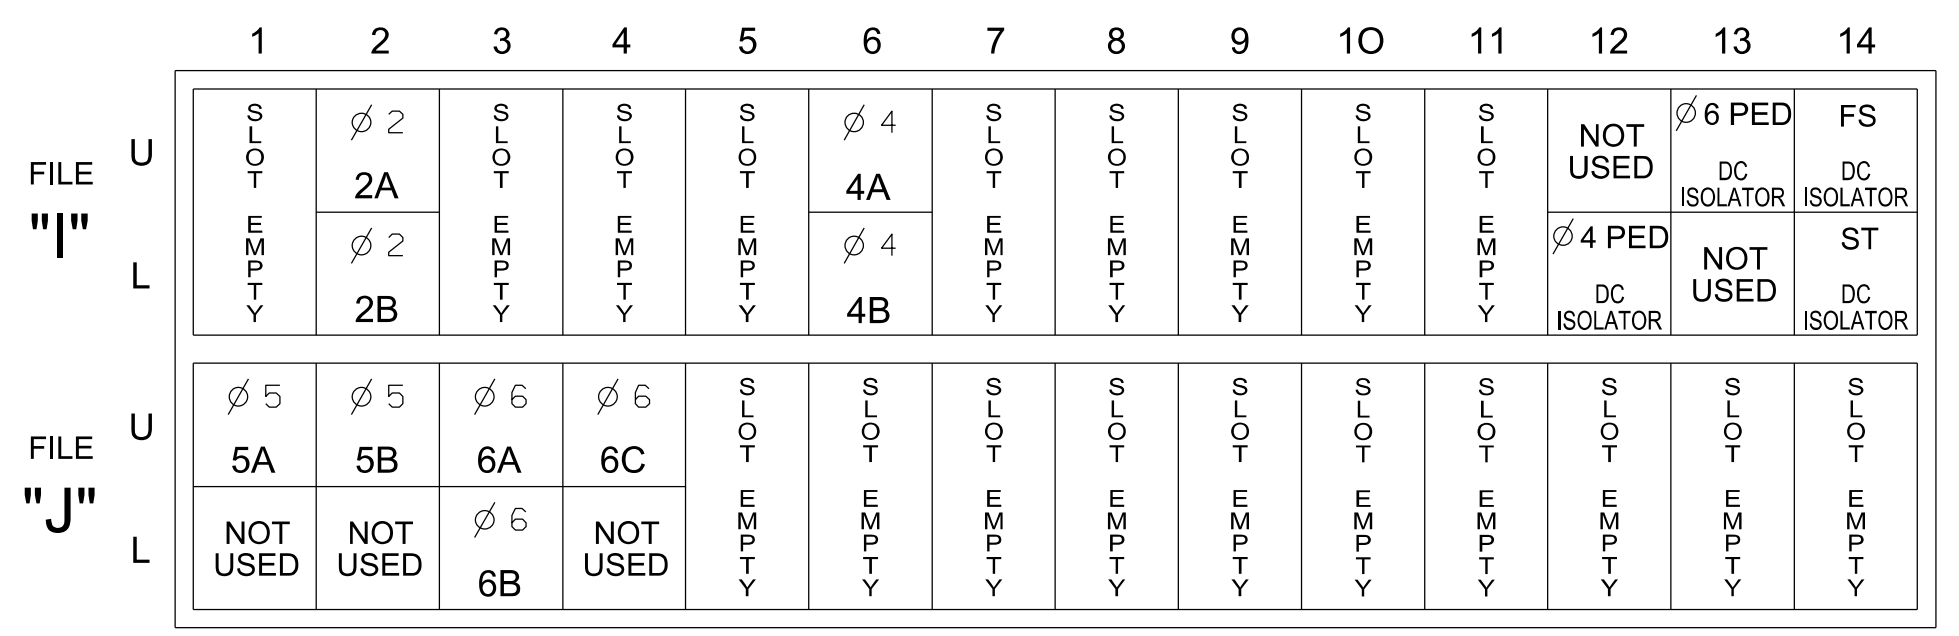 1 2 3 4 5 6 7 8 9 10 11 12 13 14
FILE "I"
U
SLOT EMPTY
Ø 2
2A
SLOT EMPTY
SLOT EMPTY
SLOT EMPTY
Ø 4
4A
SLOT EMPTY
SLOT EMPTY
SLOT EMPTY
SLOT EMPTY
SLOT EMPTY
NOT
USED
Ø 6 PED
DC
ISOLATOR
FS
DC
ISOLATOR
L
Ø 2
2B
Ø 4
4B
Ø 4 PED
DC
ISOLATOR
NOT
USED
ST
DC
ISOLATOR
FILE "J"
U
Ø 5
5A
Ø 5
5B
Ø 6
6A
Ø 6
6C
SLOT EMPTY
SLOT EMPTY
SLOT EMPTY
SLOT EMPTY
SLOT EMPTY
SLOT EMPTY
SLOT EMPTY
SLOT EMPTY
SLOT EMPTY
SLOT EMPTY
L
NOT
USED
NOT
USED
Ø 6
6B
NOT
USED